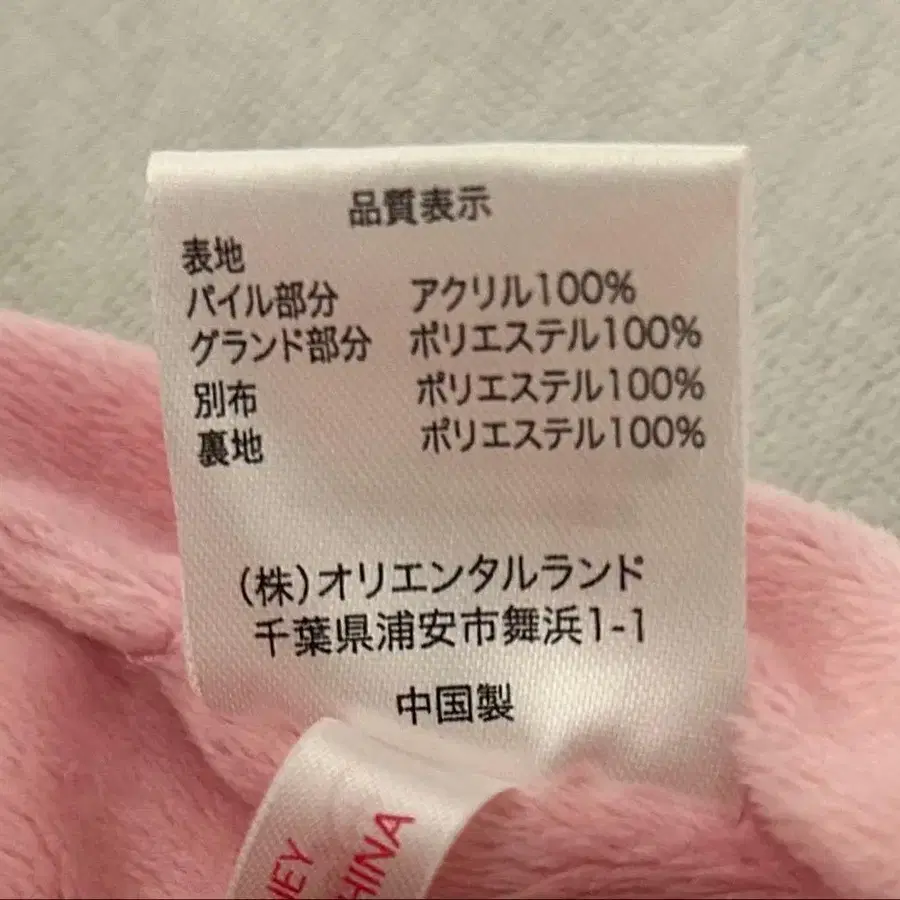 品質表示
表地
パイル部分 アクリル100%
グランド部分 ポリエステル100%
別布 ポリエステル100%
裏地 ポリエステル100%
(株)オリエンタルランド
千葉県浦安市舞浜1-1
中国製